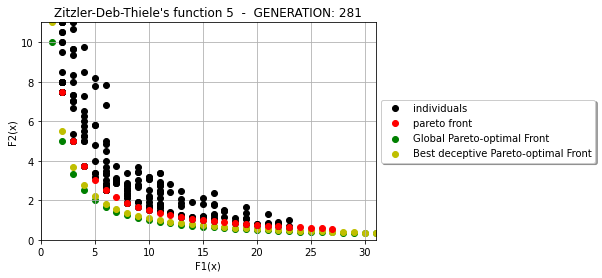 Zitzler-Deb-Thiele's function 5 - GENERATION: 281
10
8
6
4
2
0
F2(x)
0 5 10 15 20 25 30
F1(x)
individuals
pareto front
Global Pareto-optimal Front
Best deceptive Pareto-optimal Front